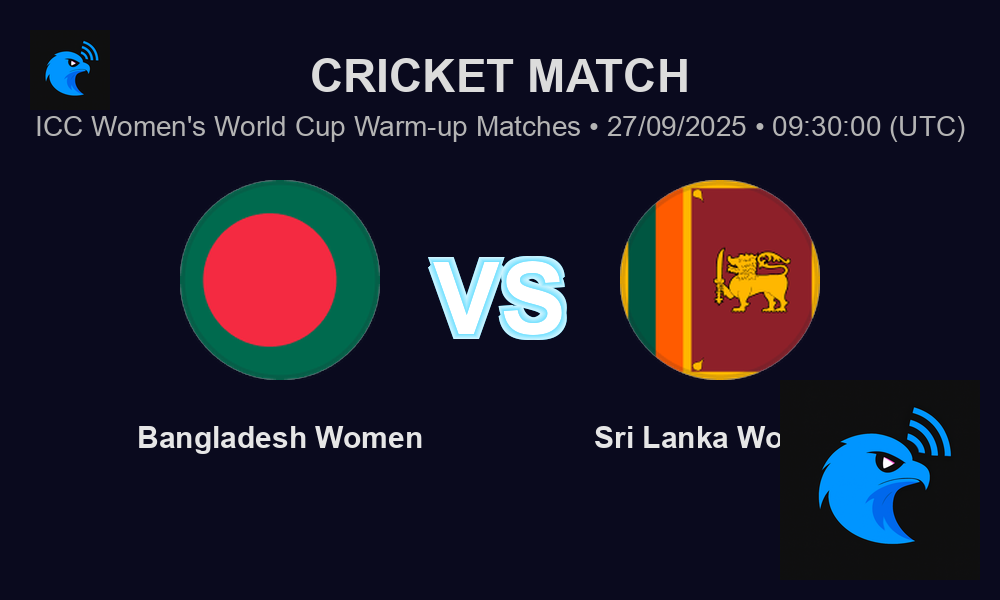 CRICKET MATCH
ICC Women's World Cup Warm-up Matches • 27/09/2025 • 09:30:00 (UTC)
VS
Bangladesh Women
Sri Lanka Wo